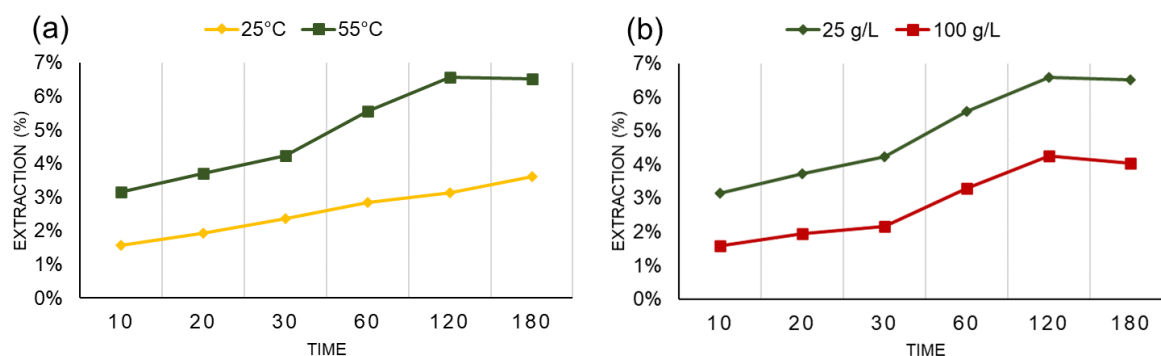 (a)
25°C 55°C
7%
6%
5%
4%
3%
2%
1%
0%
EXTRACTION (%)
10 20 30 60 120 180
TIME
(b)
25 g/L 100 g/L
7%
6%
5%
4%
3%
2%
1%
0%
EXTRACTION (%)
10 20 30 60 120 180
TIME